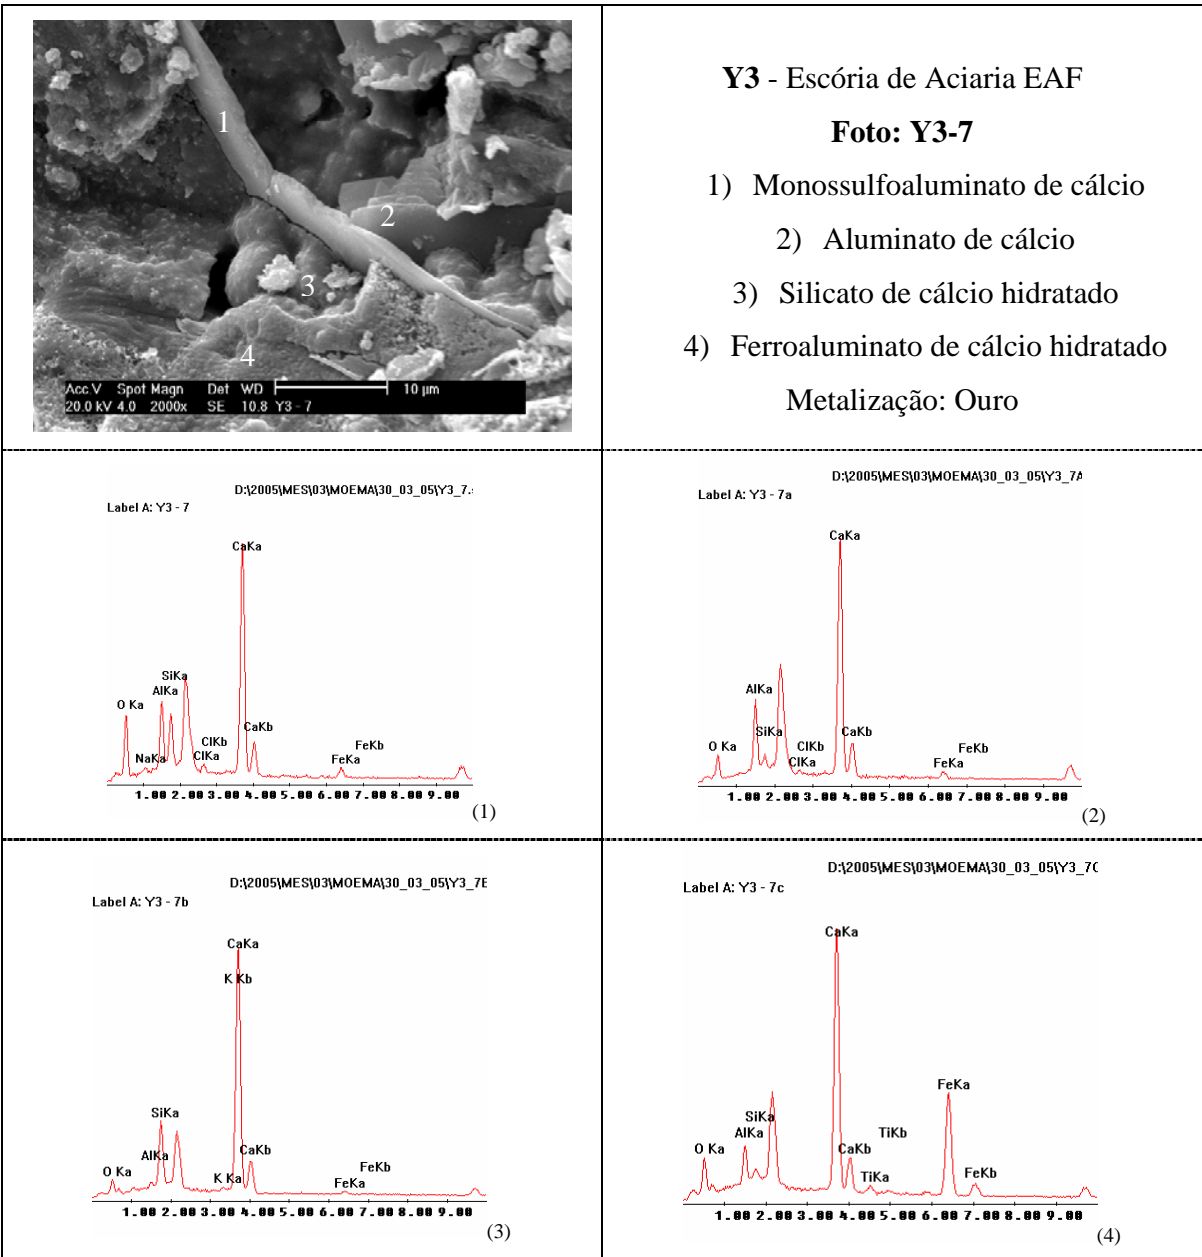 1
2
3
4
Acc.V Spot Magn Det WD 10 µm
20.0 kV 4.0 2000x SE 10.8 Y3 - 7
Y3 - Escória de Aciaria EAF
Foto: Y3-7
1) Monossulfoaluminato de cálcio
2) Aluminato de cálcio
3) Silicato de cálcio hidratado
4) Ferroaluminato de cálcio hidratado
Metalização: Ouro
D:\2005\MES\03\MOEMA\30_03_05\Y3_7.
Label A: Y3 - 7
CaKa
SiKa
AlKa
O Ka
CaKb
ClKb
FeKb
NaKa
ClKa
FeKa
1.00 2.00 3.00 4.00 5.00 6.00 7.00 8.00 9.00
(1)
D:\2005\MES\03\MOEMA\30_03_05\Y3_7A
Label A: Y3 - 7a
CaKa
AlKa
SiKa
CaKb
O Ka
ClKb
FeKb
ClKa
FeKa
1.00 2.00 3.00 4.00 5.00 6.00 7.00 8.00 9.00
(2)
D:\2005\MES\03\MOEMA\30_03_05\Y3_7B
Label A: Y3 - 7b
CaKa
K Kb
SiKa
AlKa
CaKb
O Ka
K Ka
FeKb
FeKa
1.00 2.00 3.00 4.00 5.00 6.00 7.00 8.00 9.00
(3)
D:\2005\MES\03\MOEMA\30_03_05\Y3_7C
Label A: Y3 - 7c
CaKa
FeKa
SiKa
AlKa
TiKb
O Ka
CaKb
TiKa
FeKb
1.00 2.00 3.00 4.00 5.00 6.00 7.00 8.00 9.00
(4)